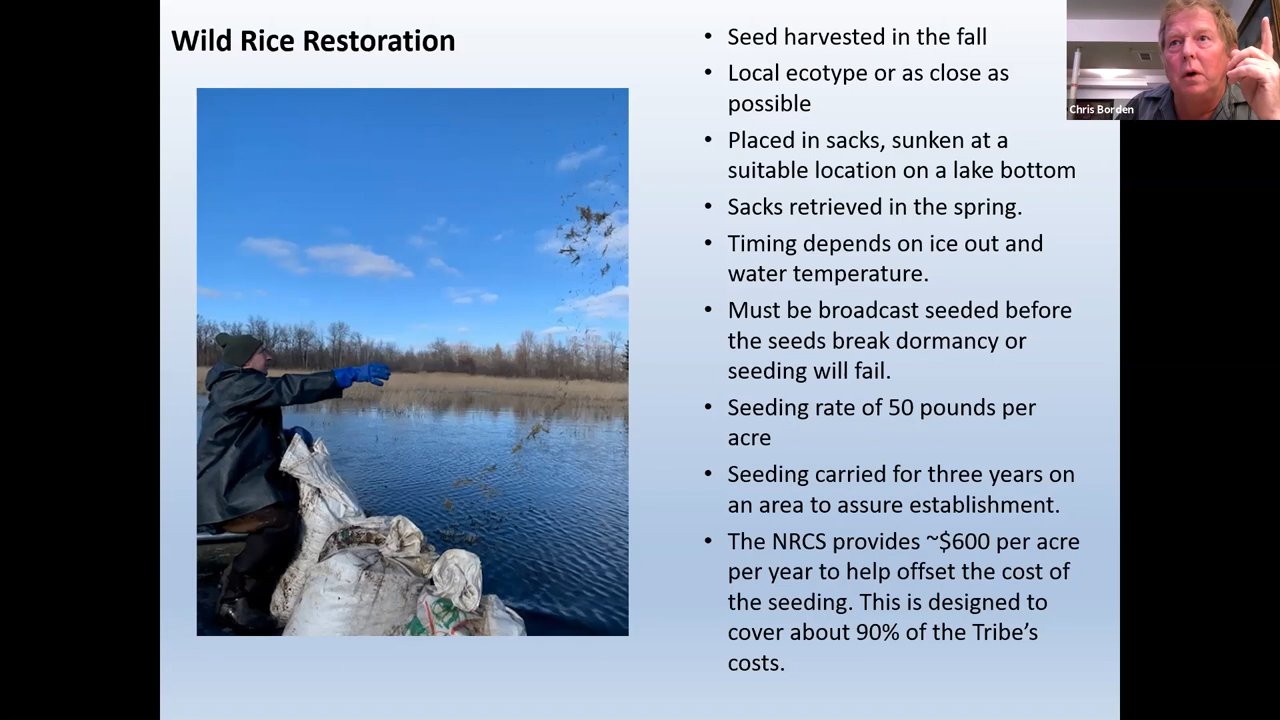 Wild Rice Restoration
• Seed harvested in the fall
• Local ecotype or as close as
possible
• Placed in sacks, sunken at a
suitable location on a lake bottom
• Sacks retrieved in the spring.
• Timing depends on ice out and
water temperature.
• Must be broadcast seeded before
the seeds break dormancy or
seeding will fail.
• Seeding rate of 50 pounds per
acre
• Seeding carried for three years on
an area to assure establishment.
• The NRCS provides ~$600 per acre
per year to help offset the cost of
the seeding. This is designed to
cover about 90% of the Tribe’s
costs.
Chris Borden